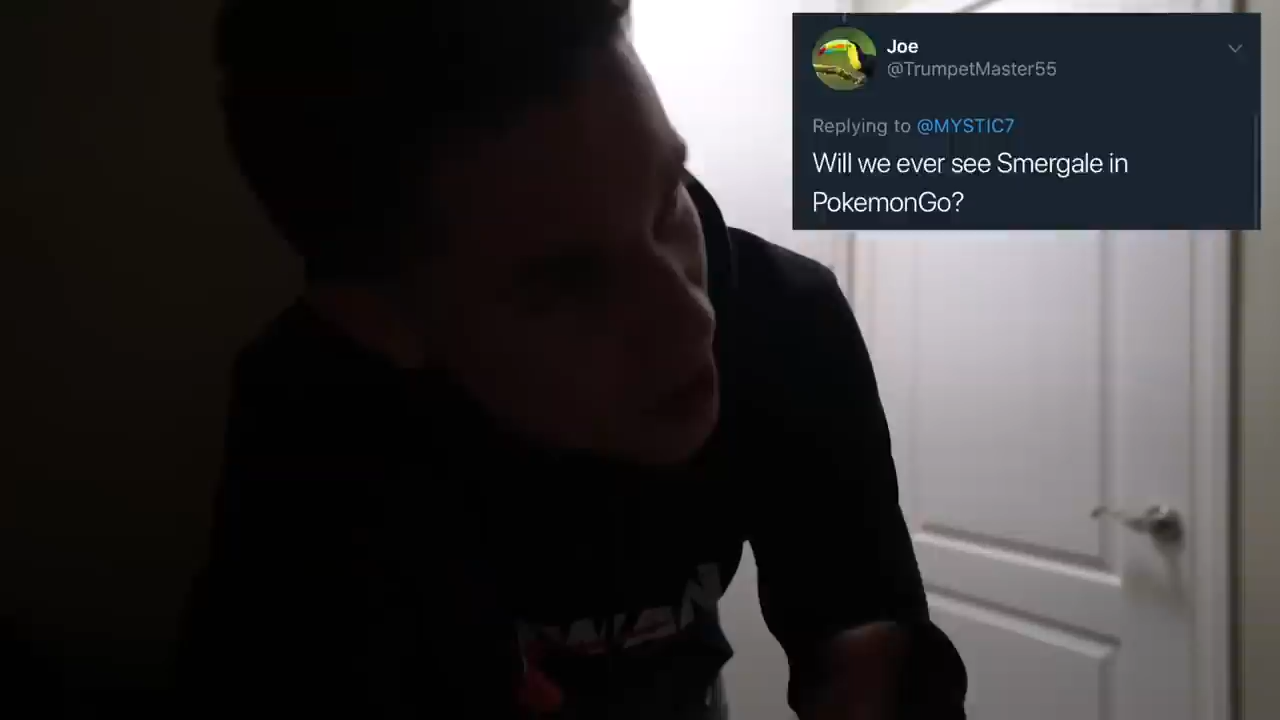 Joe
@TrumpetMaster55
Replying to @MYSTIC7
Will we ever see Smergale in
PokemonGo?